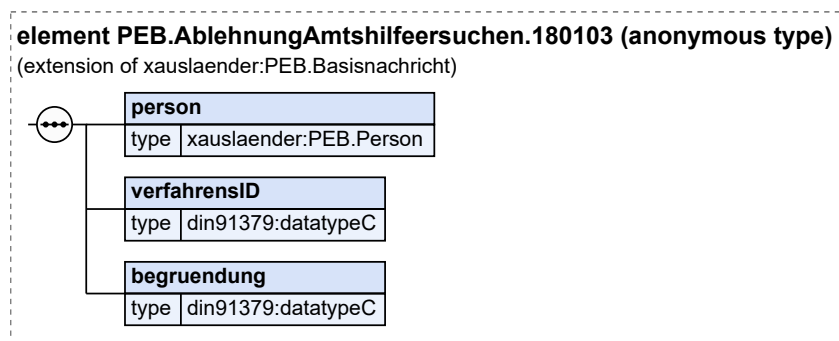 element PEB.AblehnungAmtshilfeersuchen.180103 (anonymous type)
(extension of xauslaender:PEB.Basisnachricht)
person
type xauslaender:PEB.Person
verfahrensID
type din91379:datatypeC
begruendung
type din91379:datatypeC